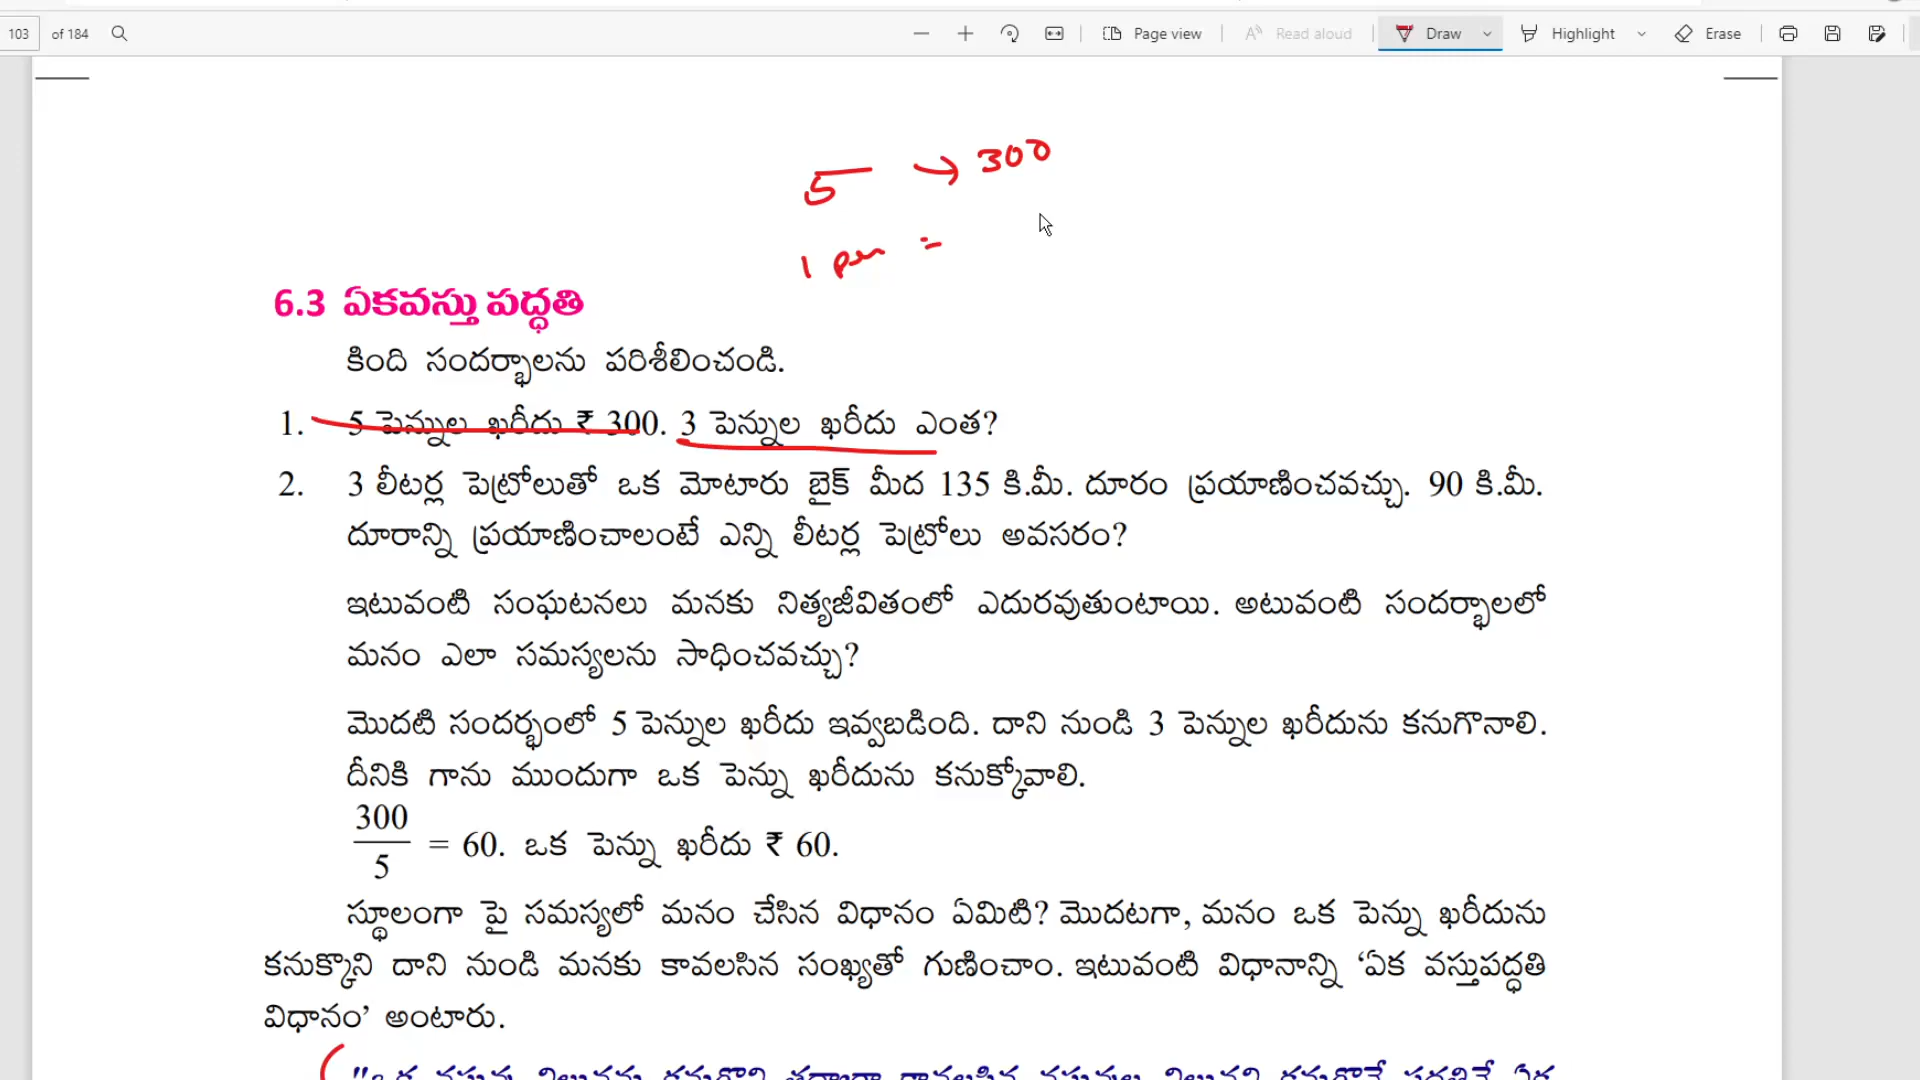 103 of 184 Page view Read aloud Draw Highlight Erase
5 → 300
1 pen =
6.3 ఏకవస్తు పద్ధతి
కింది సందర్భాలను పరిశీలించండి.
1. 5 పెన్నుల ఖరీదు ₹ 300. 3 పెన్నుల ఖరీదు ఎంత?
2. 3 లీటర్ల పెట్రోలుతో ఒక మోటారు బైక్ మీద 135 కి.మీ. దూరం ప్రయాణించవచ్చు. 90 కి.మీ.
దూరాన్ని ప్రయాణించాలంటే ఎన్ని లీటర్ల పెట్రోలు అవసరం?
ఇటువంటి సంఘటనలు మనకు నిత్యజీవితంలో ఎదురవుతుంటాయి. అటువంటి సందర్భాలలో
మనం ఎలా సమస్యలను సాధించవచ్చు?
మొదటి సందర్భంలో 5 పెన్నుల ఖరీదు ఇవ్వబడింది. దాని నుండి 3 పెన్నుల ఖరీదును కనుగొనాలి.
దీనికి గాను ముందుగా ఒక పెన్ను ఖరీదును కనుక్కోవాలి.
300/5 = 60. ఒక పెన్ను ఖరీదు ₹ 60.
స్థూలంగా పై సమస్యలో మనం చేసిన విధానం ఏమిటి? మొదటగా, మనం ఒక పెన్ను ఖరీదును
కనుక్కొని దాని నుండి మనకు కావలసిన సంఖ్యతో గుణించాం. ఇటువంటి విధానాన్ని ‘ఏక వస్తుపద్ధతి
విధానం’ అంటారు.